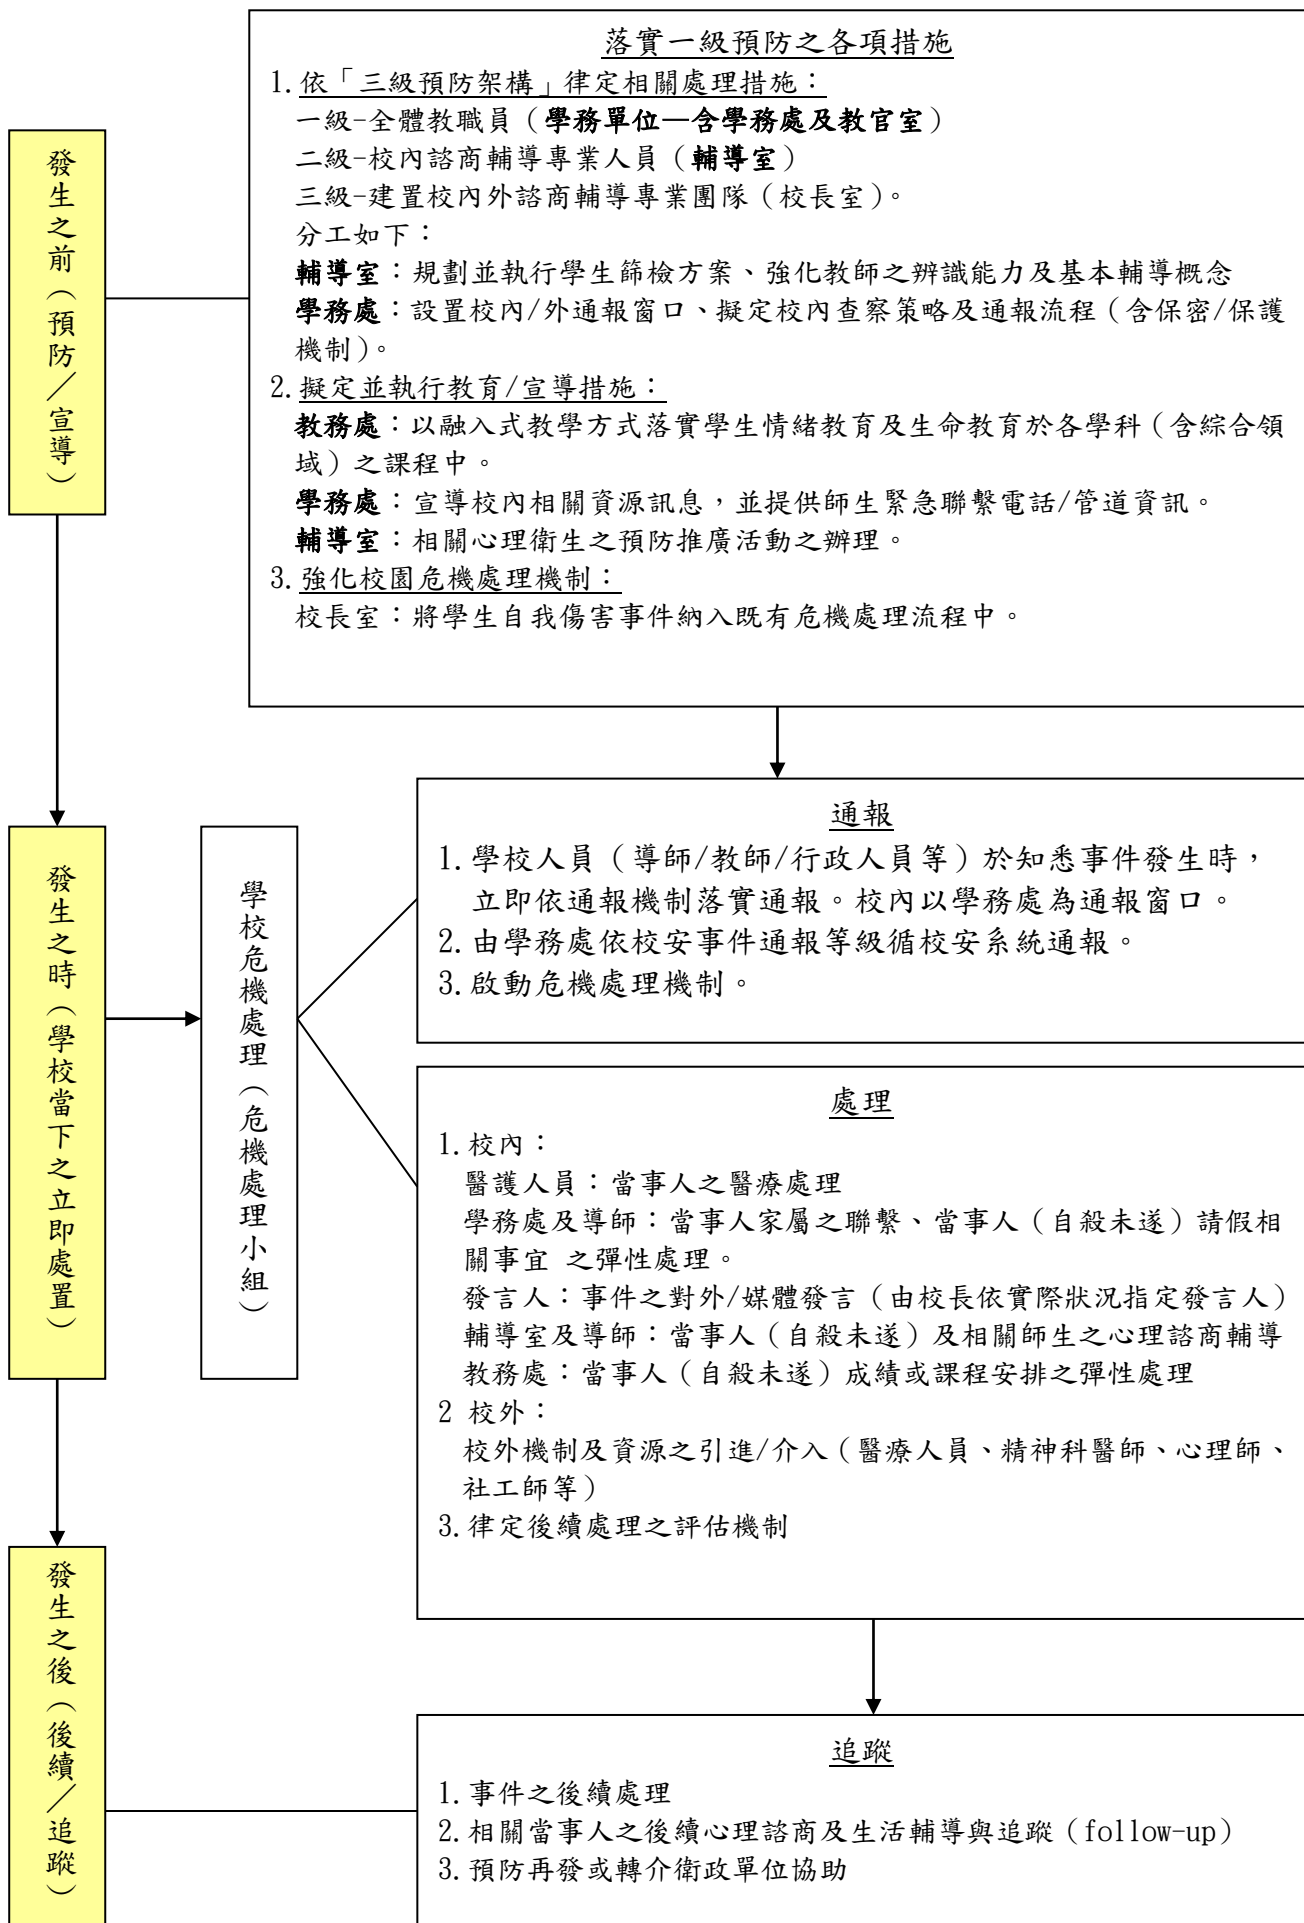 落實一級預防之各項措施
1.依「三級預防架構」律定相關處理措施：
一級-全體教職員（學務單位—含學務處及教官室）
二級-校內諮商輔導專業人員（輔導室）
三級-建置校內外諮商輔導專業團隊（校長室）。
分工如下：
輔導室：規劃並執行學生篩檢方案、強化教師之辨識能力及基本輔導概念
學務處：設置校內/外通報窗口、擬定校內查察策略及通報流程（含保密/保護
機制）。
2.擬定並執行教育/宣導措施：
教務處：以融入式教學方式落實學生情緒教育及生命教育於各學科（含綜合領
域）之課程中。
學務處：宣導校內相關資源訊息，並提供師生緊急聯繫電話/管道資訊。
輔導室：相關心理衛生之預防推廣活動之辦理。
3.強化校園危機處理機制：
校長室：將學生自我傷害事件納入既有危機處理流程中。
發生之前（預防／宣導）
通報
1.學校人員（導師/教師/行政人員等）於知悉事件發生時，
立即依通報機制落實通報。校內以學務處為通報窗口。
2.由學務處依校安事件通報等級循校安系統通報。
3.啟動危機處理機制。
發生之時（學校當下之立即處置）
學校危機處理（危機處理小組）
處理
1.校內：
醫護人員：當事人之醫療處理
學務處及導師：當事人家屬之聯繫、當事人（自殺未遂）請假相
關事宜 之彈性處理。
發言人：事件之對外/媒體發言（由校長依實際狀況指定發言人）
輔導室及導師：當事人（自殺未遂）及相關師生之心理諮商輔導
教務處：當事人（自殺未遂）成績或課程安排之彈性處理
2 校外：
校外機制及資源之引進/介入（醫療人員、精神科醫師、心理師、
社工師等）
3.律定後續處理之評估機制
發生之後（後續／追蹤）
追蹤
1.事件之後續處理
2.相關當事人之後續心理諮商及生活輔導與追蹤（follow-up）
3.預防再發或轉介衛政單位協助